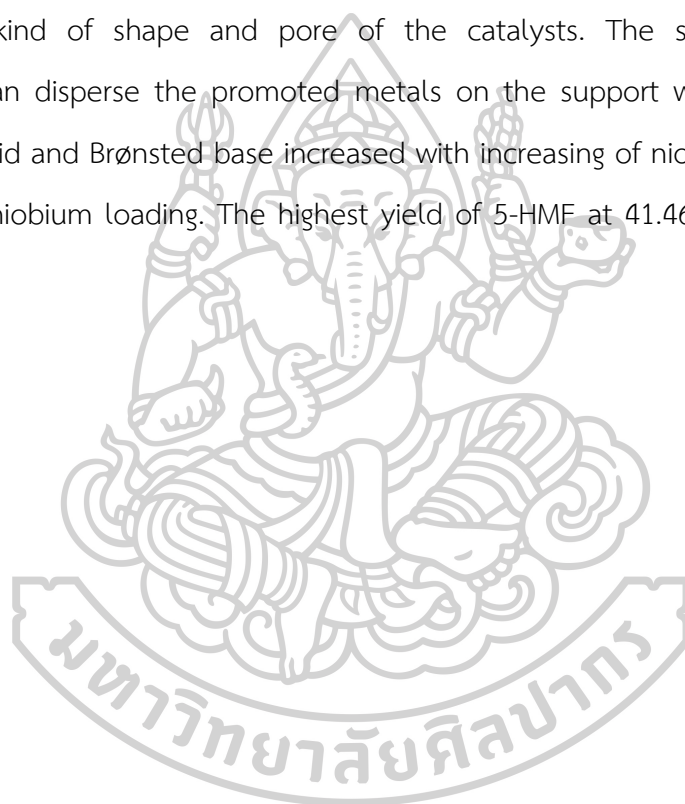 kind of shape and pore of the catalysts. The s
an disperse the promoted metals on the support w
id and Brønsted base increased with increasing of nio
niobium loading. The highest yield of 5-HMF at 41.46
มหาวิทยาลัยศิลปากร